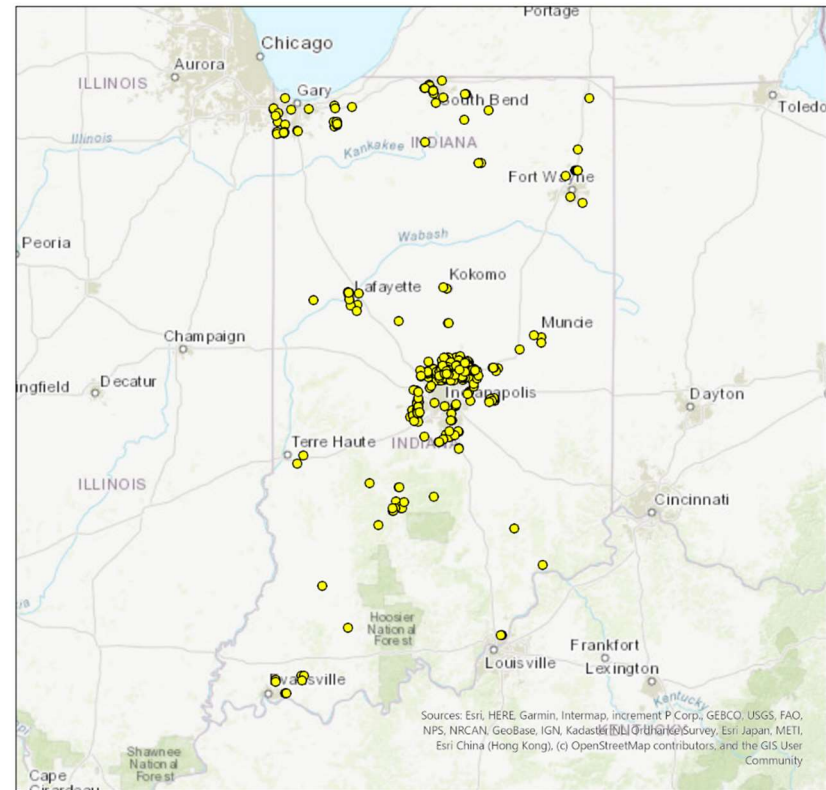 Portage
Chicago
Aurora
ILLINOIS
Gary
South Bend
Toledo
Illinois
Kankakee
INDIANA
Fort Wayne
Wabash
Peoria
Kokomo
Lafayette
Champaign
Muncie
ingfield
Decatur
Indianapolis
Dayton
Terre Haute
INDIANA
ILLINOIS
Cincinnati
Hoosier
National
Forest
Frankfort
Louisville
Lexington
Evansville
Kentucky
KENTUCKY
Sources: Esri, HERE, Garmin, Intermap, increment P Corp., GEBCO, USGS, FAO,
NPS, NRCAN, GeoBase, IGN, Kadaster NL, Ordnance Survey, Esri Japan, METI,
Esri China (Hong Kong), (c) OpenStreetMap contributors, and the GIS User
Community
Shawnee
National
Forest
Cape
Girardeau